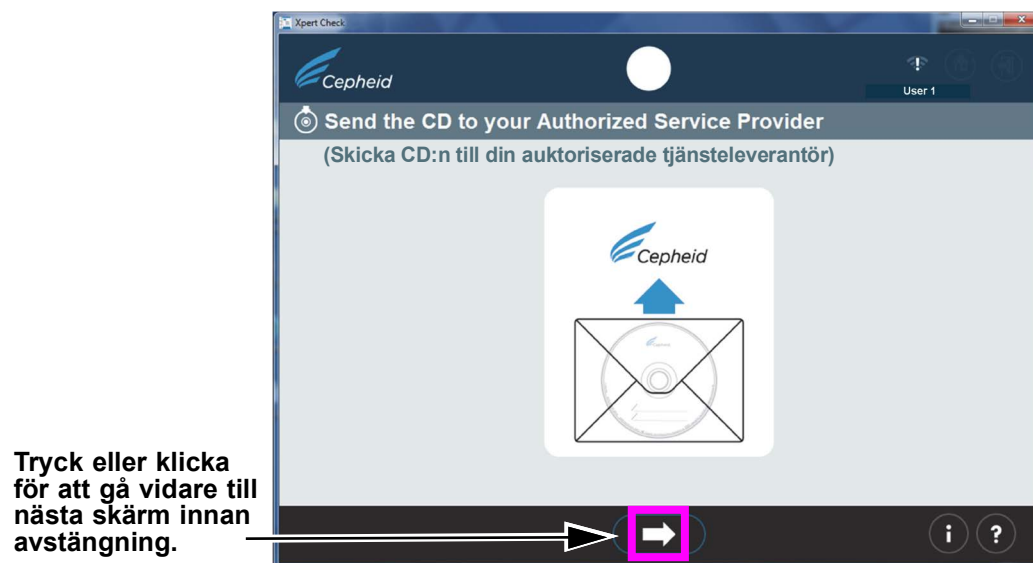 Xpert Check
Cepheid
User 1
Send the CD to your Authorized Service Provider
(Skicka CD:n till din auktoriserade tjänsteleverantör)
Cepheid
Cepheid
Tryck eller klicka
för att gå vidare till
nästa skärm innan
avstängning.
i ?